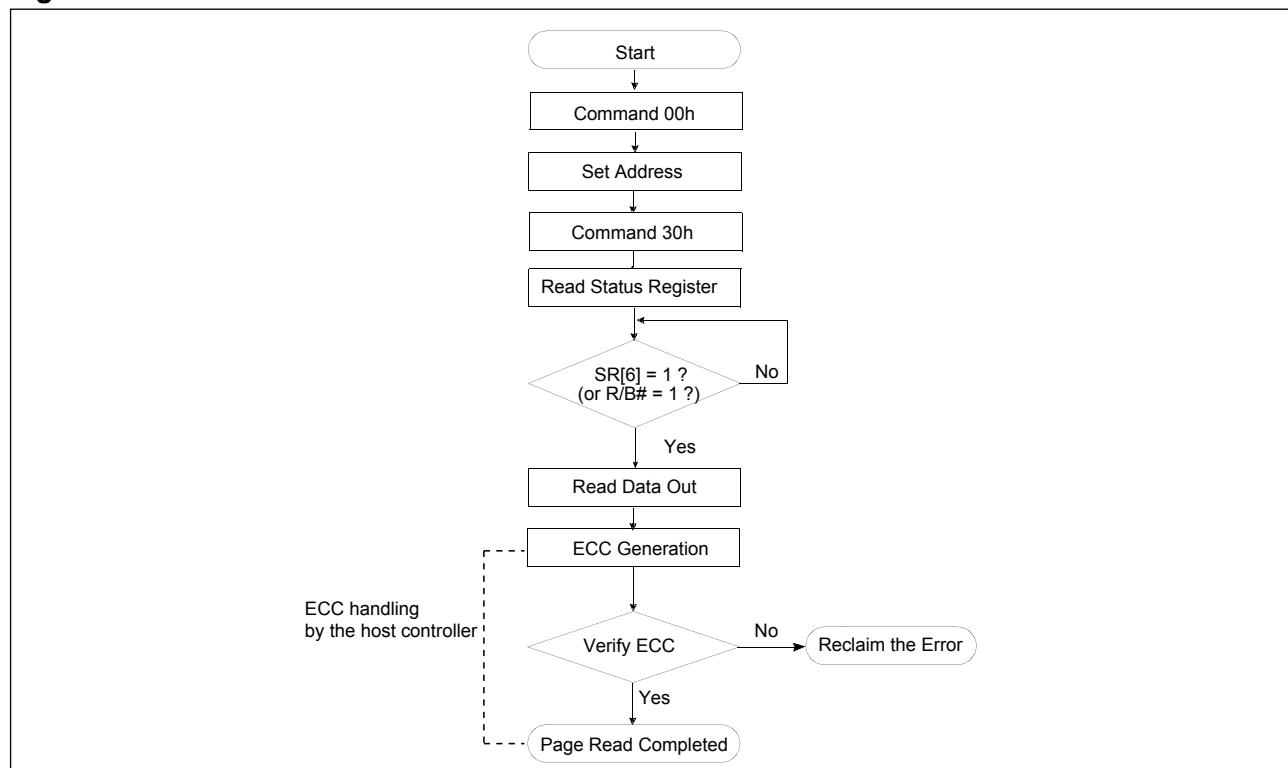 Start
Command 00h
Set Address
Command 30h
Read Status Register
SR[6] = 1 ?
(or R/B# = 1 ?)
No
Yes
Read Data Out
ECC Generation
ECC handling
by the host controller
Verify ECC
No
Reclaim the Error
Yes
Page Read Completed